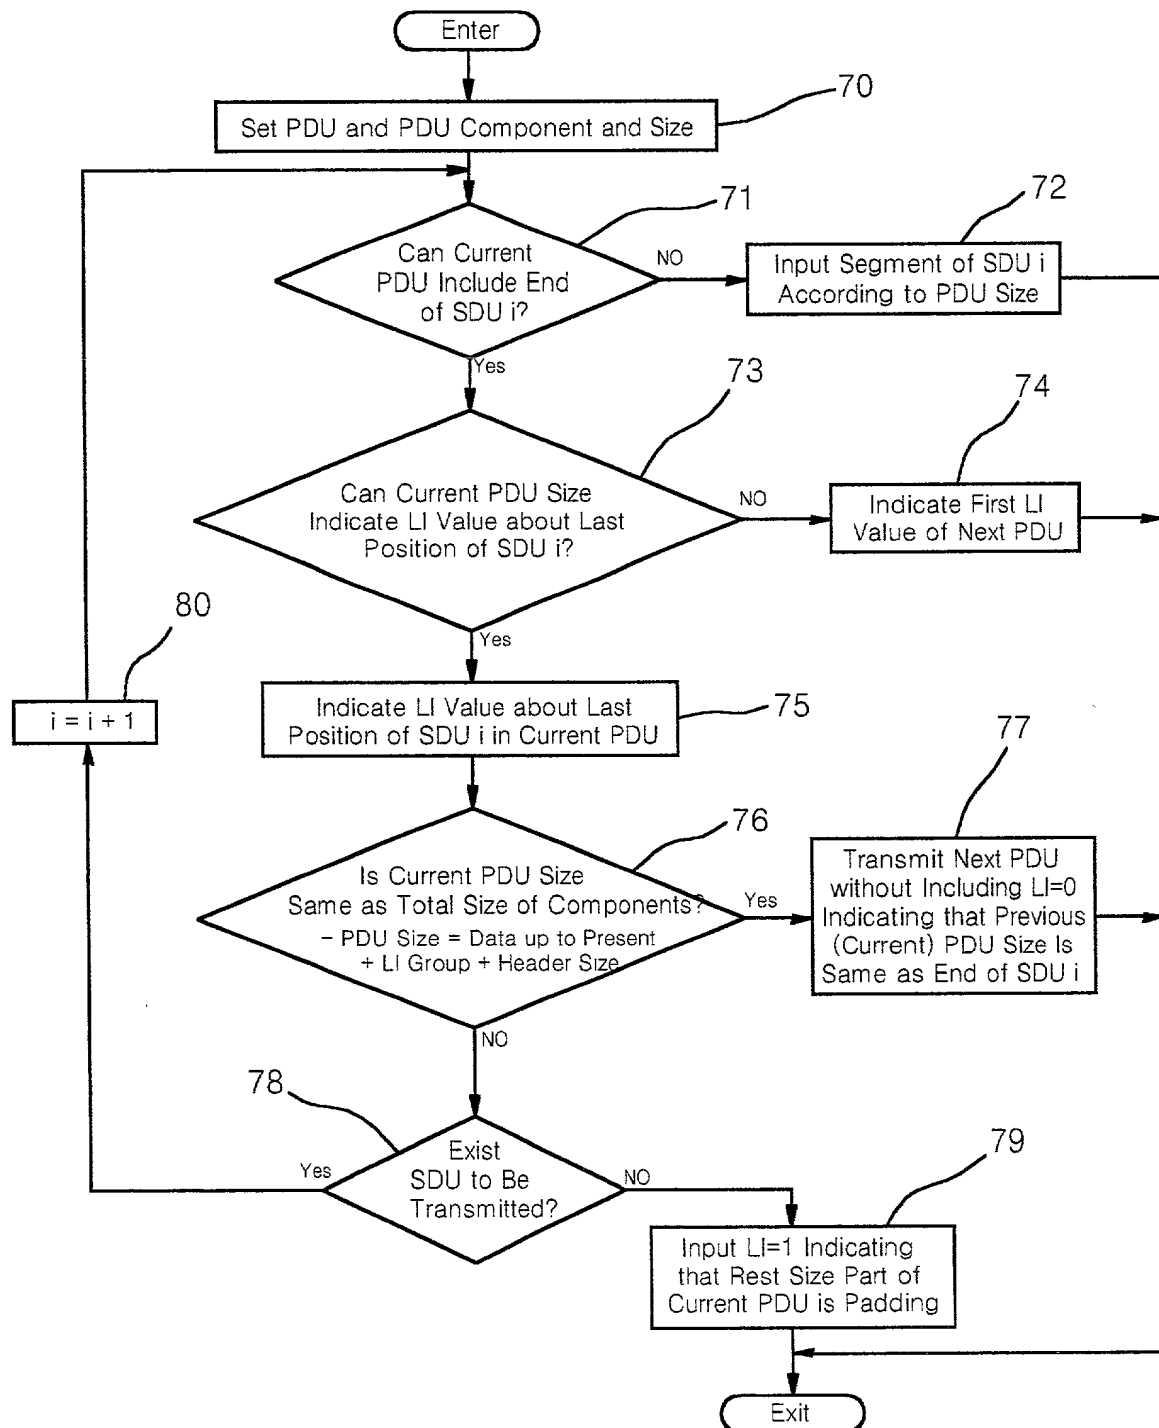 Enter
70
Set PDU and PDU Component and Size
71
72
Can Current
PDU Include End
of SDU i?
NO
Input Segment of SDU i
According to PDU Size
Yes
73
74
Can Current PDU Size
Indicate LI Value about Last
Position of SDU i?
NO
Indicate First LI
Value of Next PDU
Yes
80
i = i + 1
Indicate LI Value about Last
Position of SDU i in Current PDU
75
76
77
Is Current PDU Size
Same as Total Size of Components?
- PDU Size = Data up to Present
+ LI Group + Header Size
Yes
Transmit Next PDU
without Including LI=0
Indicating that Previous
(Current) PDU Size Is
Same as End of SDU i
NO
78
Exist
SDU to Be
Transmitted?
Yes
NO
79
Input LI=1 Indicating
that Rest Size Part of
Current PDU is Padding
Exit